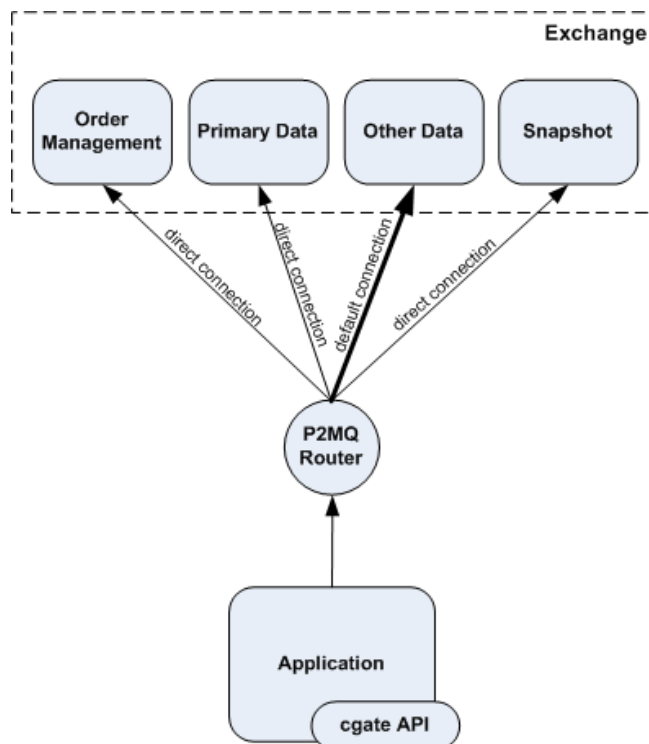 Exchange
Order
Management
Primary Data
Other Data
Snapshot
direct connection
direct connection
default connection
direct connection
P2MQ
Router
Application
cgate API